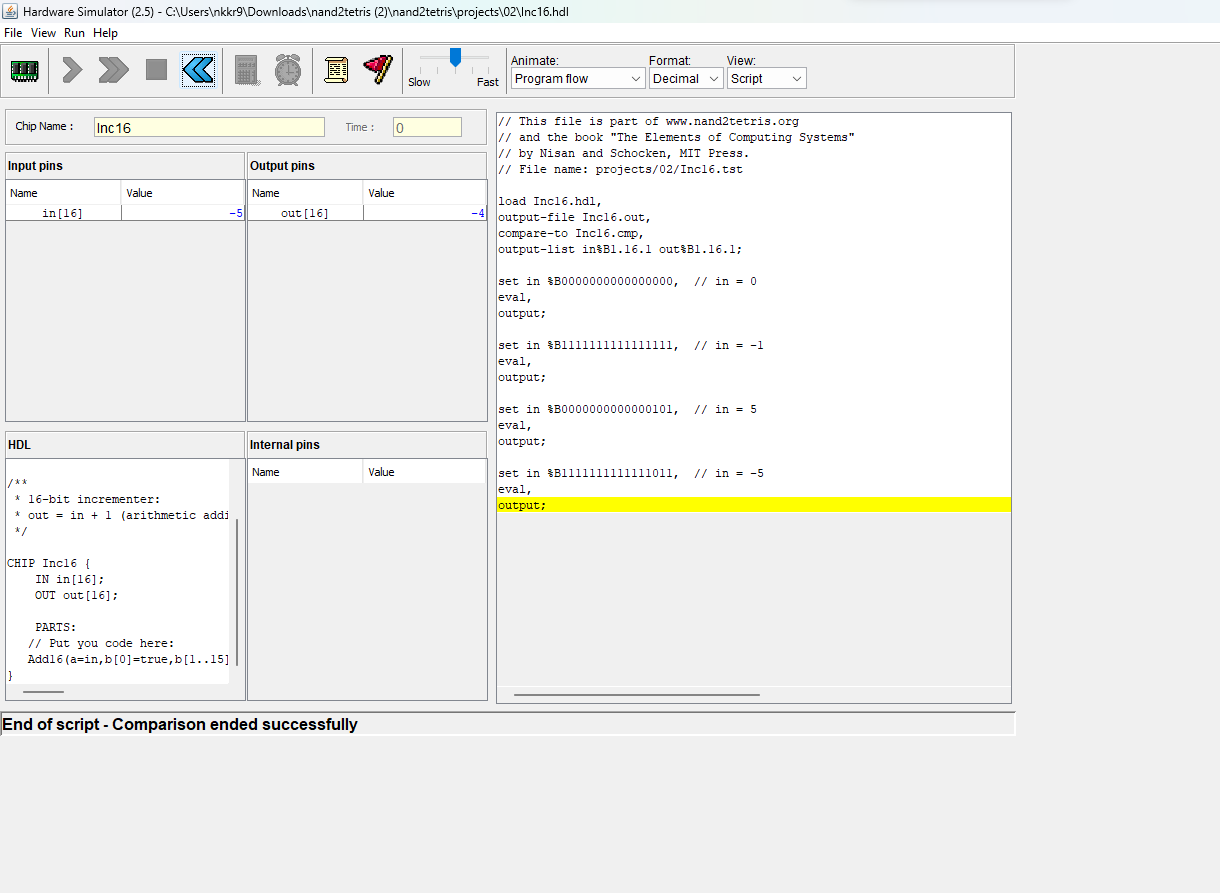 Hardware Simulator (2.5) - C:\Users\nkkr9\Downloads\nand2tetris (2)\nand2tetris\projects\02\Inc16.hdl
File View Run Help
Slow Fast
Animate: Format: View:
Program flow Decimal Script
Chip Name : Inc16 Time : 0
Input pins
Name Value
in[16] -5
Output pins
Name Value
out[16] -4
HDL
/**
* 16-bit incrementer:
* out = in + 1 (arithmetic addi
*/
CHIP Inc16 {
IN in[16];
OUT out[16];
PARTS:
// Put you code here:
Add16(a=in,b[0]=true,b[1..15]
}
Internal pins
Name Value
// This file is part of www.nand2tetris.org
// and the book "The Elements of Computing Systems"
// by Nisan and Schocken, MIT Press.
// File name: projects/02/Inc16.tst
load Inc16.hdl,
output-file Inc16.out,
compare-to Inc16.cmp,
output-list in%B1.16.1 out%B1.16.1;
set in %B0000000000000000,  // in = 0
eval,
output;
set in %B1111111111111111,  // in = -1
eval,
output;
set in %B0000000000000101,  // in = 5
eval,
output;
set in %B1111111111111011,  // in = -5
eval,
output;
End of script - Comparison ended successfully